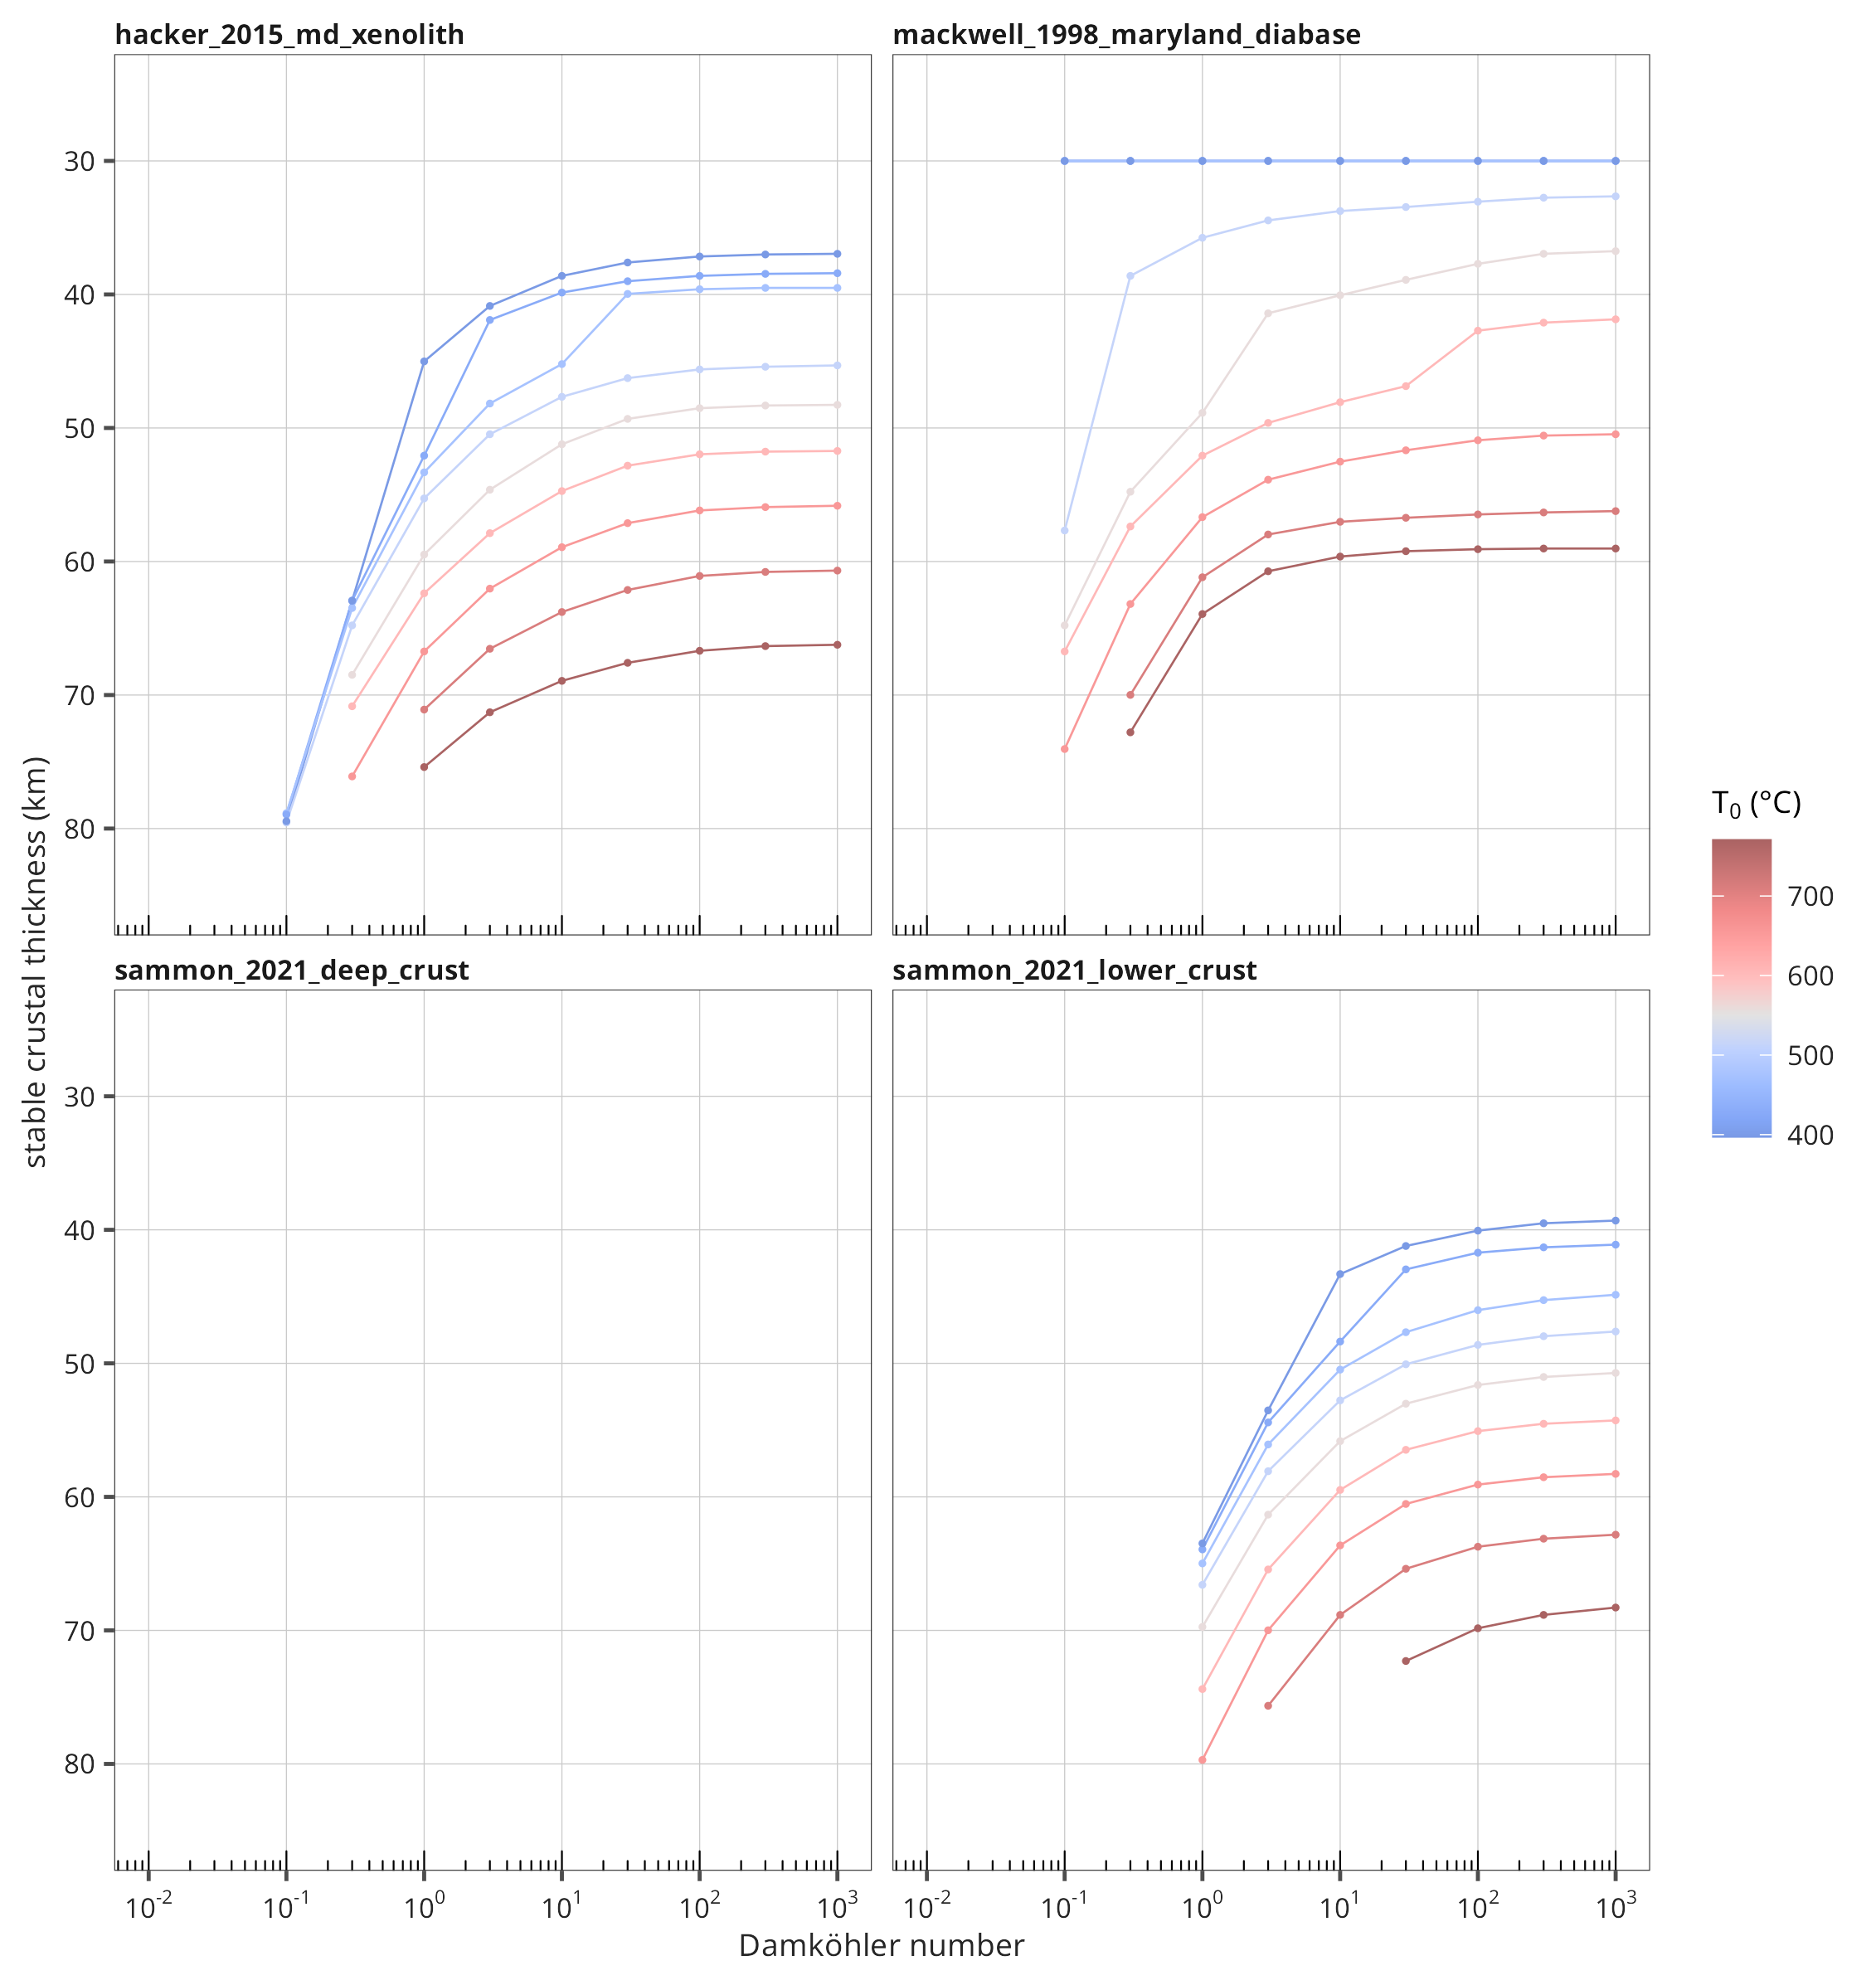 hacker_2015_md_xenolith
mackwell_1998_maryland_diabase
30
40
50
60
70
80
sammon_2021_deep_crust
sammon_2021_lower_crust
30
40
50
60
70
80
10⁻² 10⁻¹ 10⁰ 10¹ 10² 10³
10⁻² 10⁻¹ 10⁰ 10¹ 10² 10³
Damköhler number
stable crustal thickness (km)
T₀ (°C)
700
600
500
400